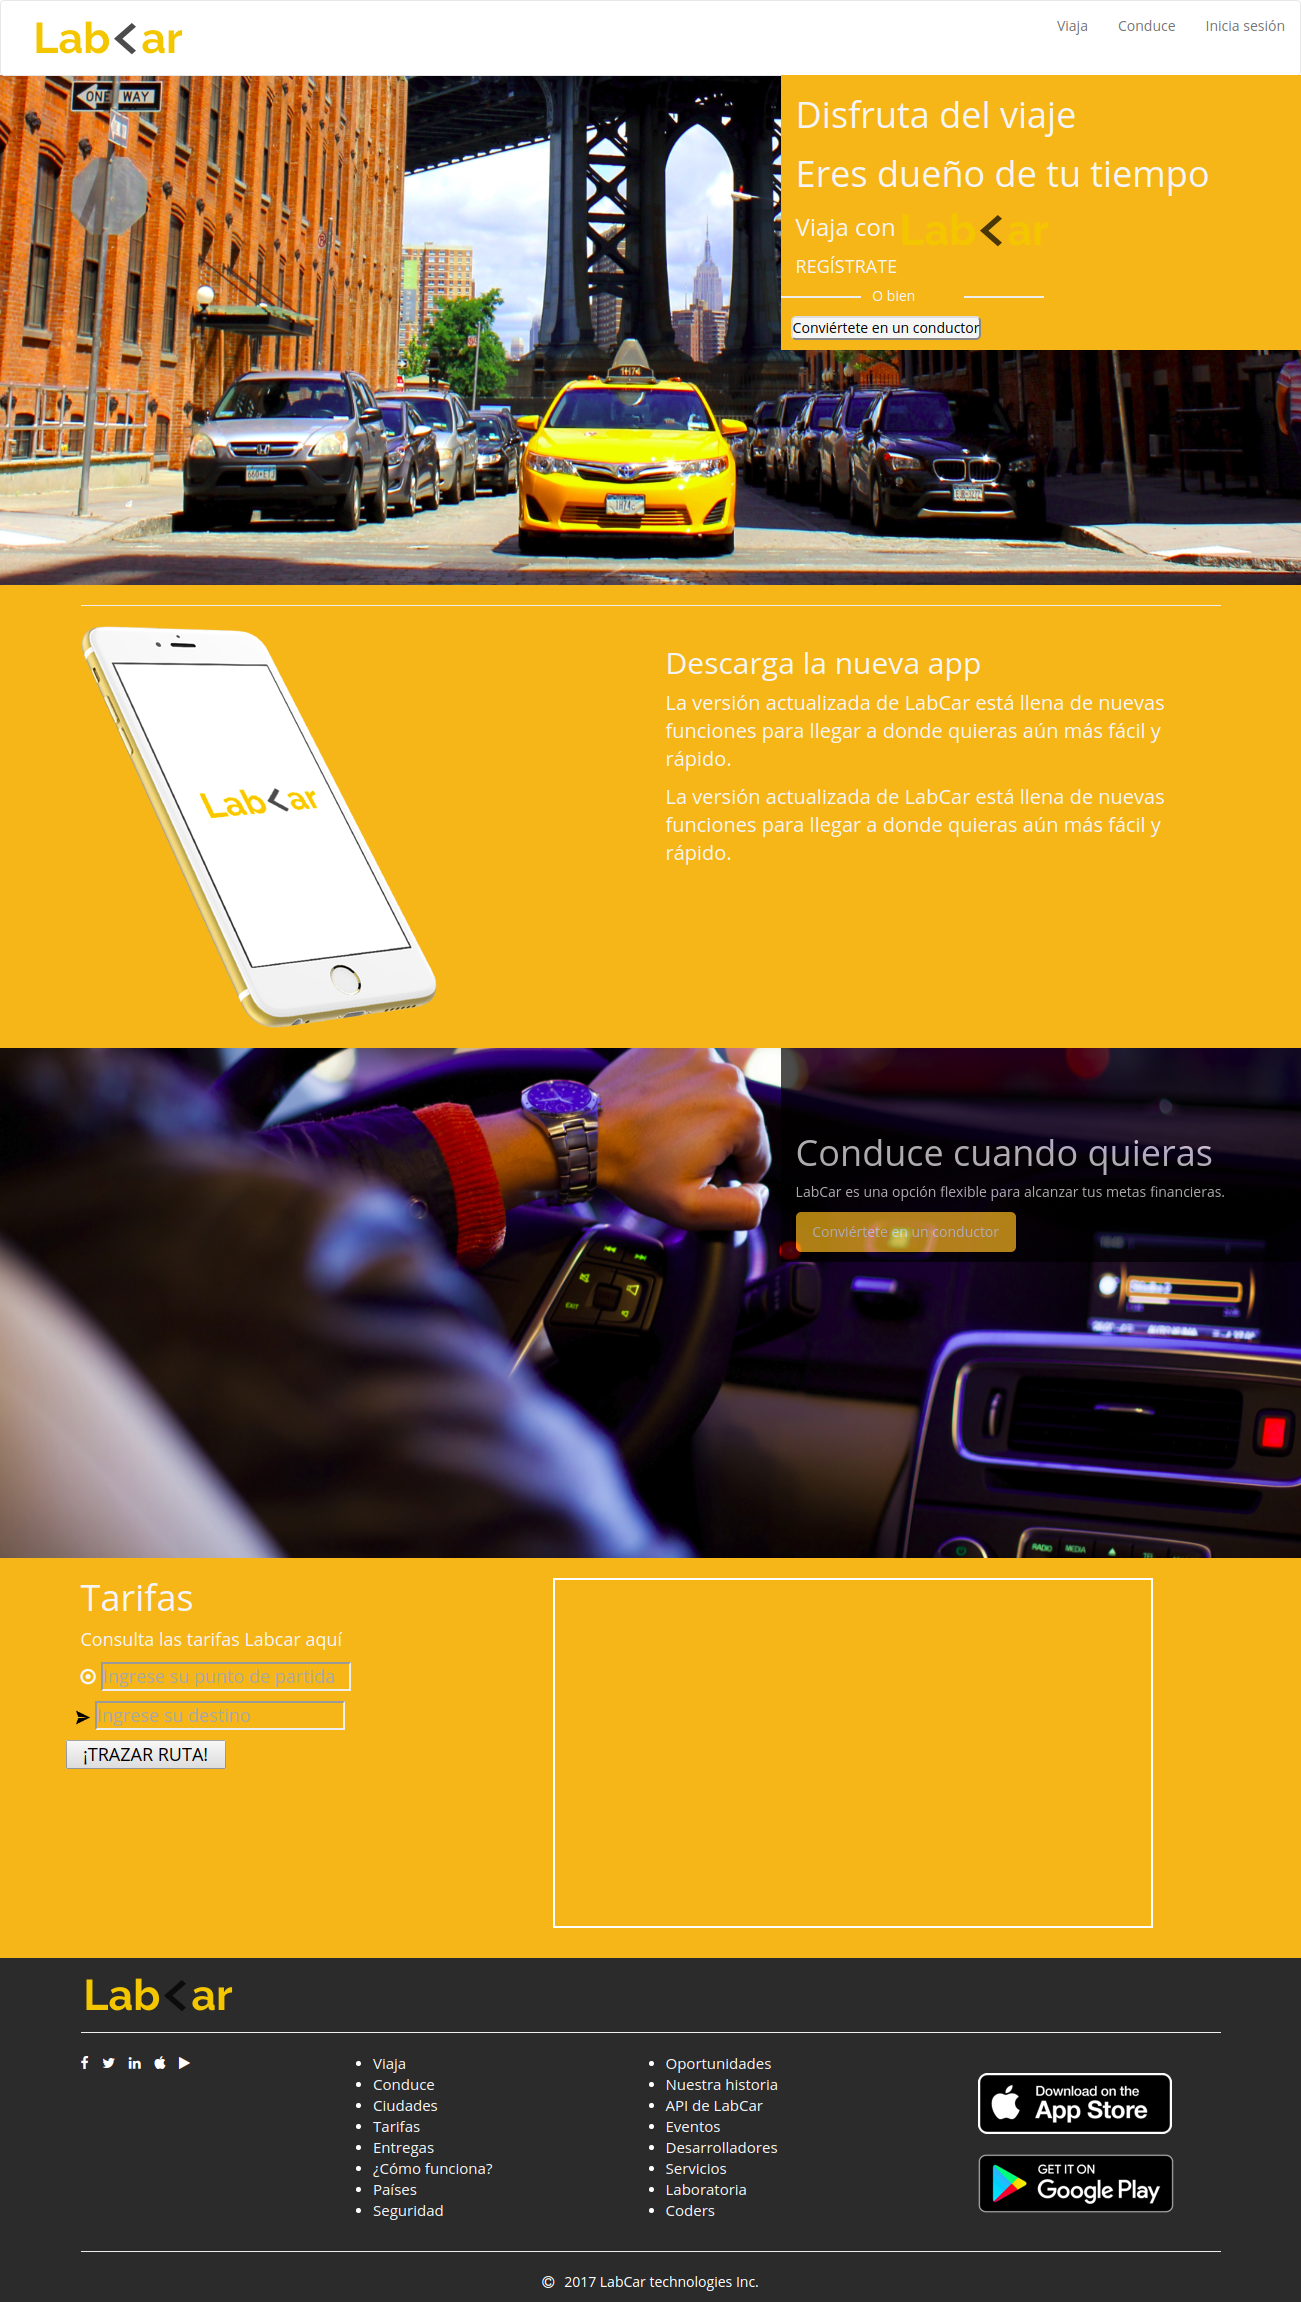 Lab<ar
Viaja
Conduce
Inicia sesión
ONE WAY
Disfruta del viaje
Eres dueño de tu tiempo
Viaja con Lab<ar
REGÍSTRATE
O bien
Conviértete en un conductor
1H74
Descarga la nueva app
La versión actualizada de LabCar está llena de nuevas
funciones para llegar a donde quieras aún más fácil y
rápido.
La versión actualizada de LabCar está llena de nuevas
funciones para llegar a donde quieras aún más fácil y
rápido.
Lab<ar
Conduce cuando quieras
LabCar es una opción flexible para alcanzar tus metas financieras.
Conviértete en un conductor
EXIT
RADIO
MEDIA
Tarifas
Consulta las tarifas Labcar aquí
Ingrese su punto de partida
Ingrese su destino
¡TRAZAR RUTA!
Lab<ar
Viaja
Conduce
Ciudades
Tarifas
Entregas
¿Cómo funciona?
Países
Seguridad
Oportunidades
Nuestra historia
API de LabCar
Eventos
Desarrolladores
Servicios
Laboratoria
Coders
Download on the
App Store
GET IT ON
Google Play
© 2017 LabCar technologies Inc.